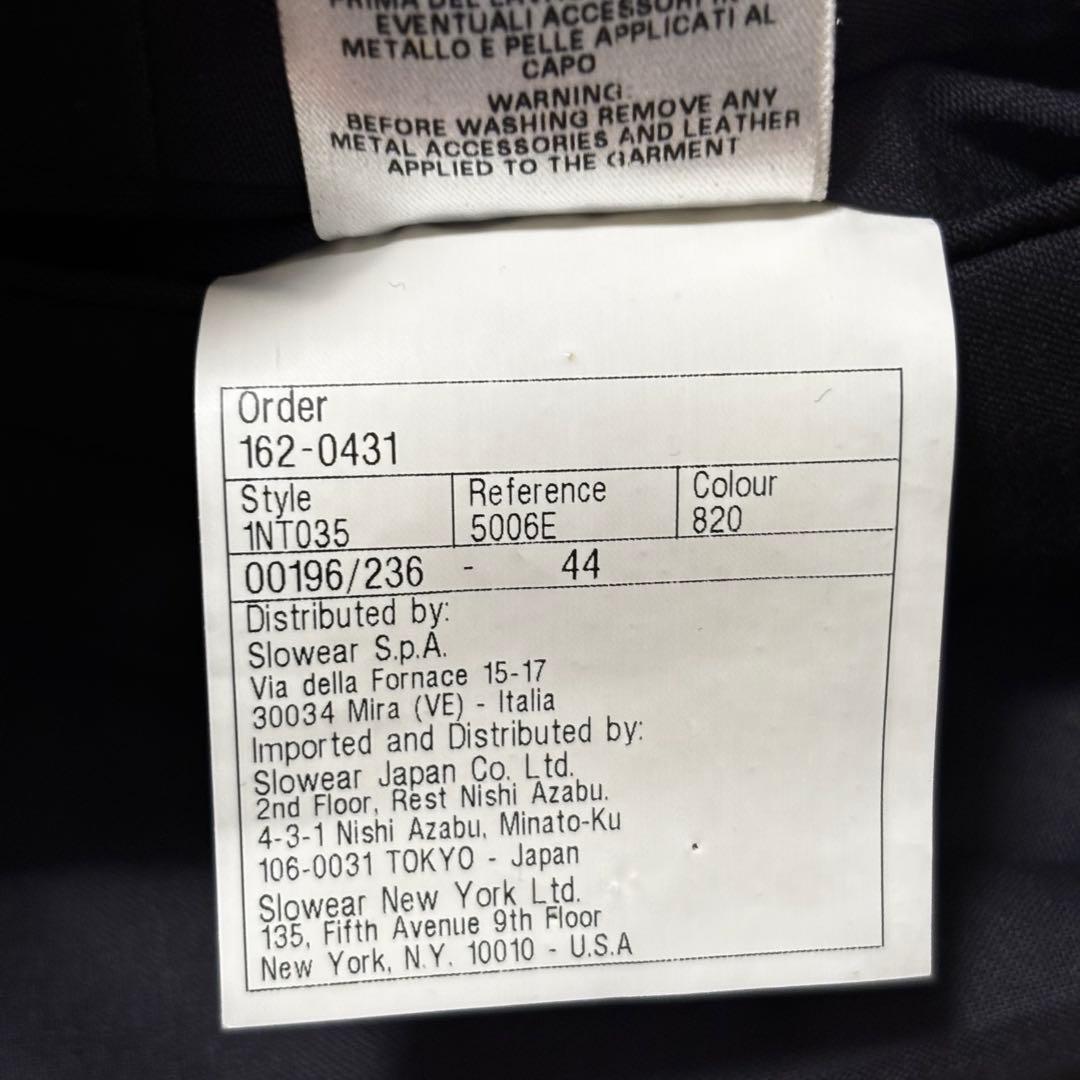 PRIMA DEL
EVENTUALI ACCESSORI IN
METALLO E PELLE APPLICATI AL
CAPO
WARNING:
BEFORE WASHING REMOVE ANY
METAL ACCESSORIES AND LEATHER
APPLIED TO THE GARMENT
Order
162-0431
Style Reference Colour
1NT035 5006E 820
00196/236 - 44
Distributed by:
Slowear S.p.A.
Via della Fornace 15-17
30034 Mira (VE) - Italia
Imported and Distributed by:
Slowear Japan Co. Ltd.
2nd Floor, Rest Nishi Azabu.
4-3-1 Nishi Azabu, Minato-Ku
106-0031 TOKYO - Japan
Slowear New York Ltd.
135, Fifth Avenue 9th Floor
New York, N.Y. 10010 - U.S.A